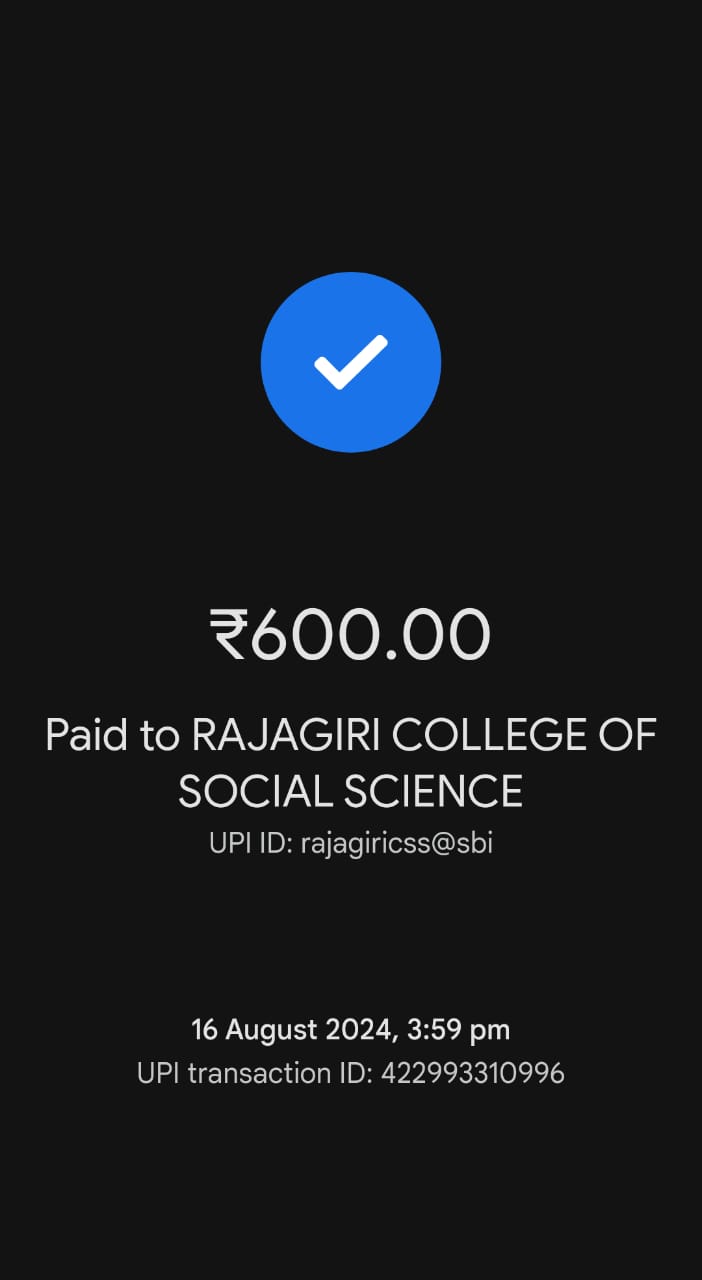 ₹600.00
Paid to RAJAGIRI COLLEGE OF
SOCIAL SCIENCE
UPI ID: rajagiricss@sbi
16 August 2024, 3:59 pm
UPI transaction ID: 422993310996